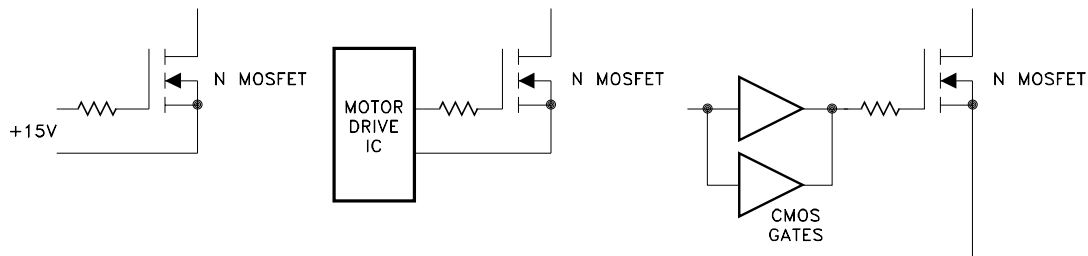 +15V
N MOSFET
MOTOR
DRIVE
IC
N MOSFET
CMOS
GATES
N MOSFET